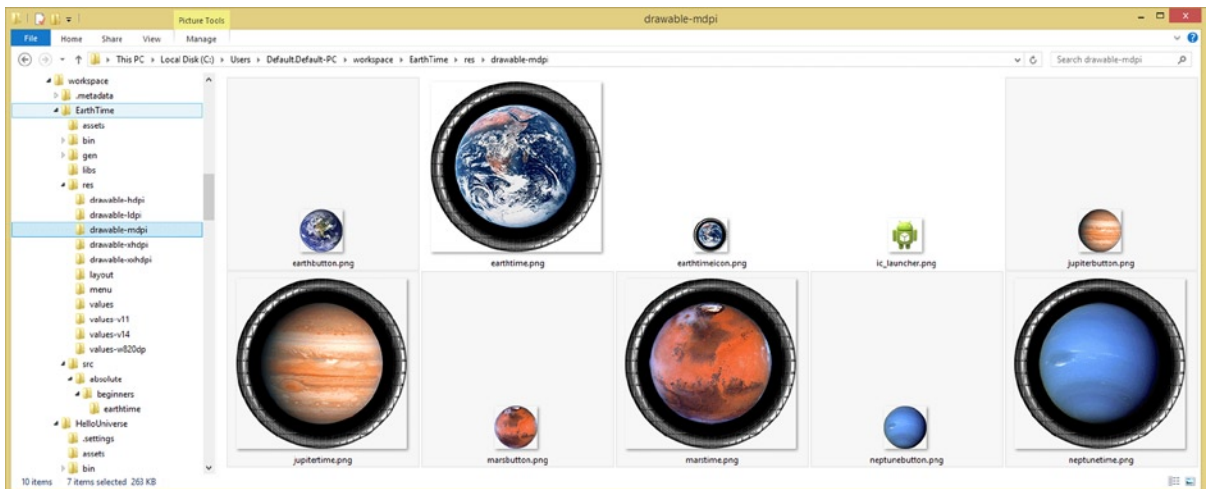 Picture Tools
drawable-mdpi
File Home Share View Manage
This PC Local Disk (C:) Users Default.Default-PC workspace EarthTime res drawable-mdpi
Search drawable-mdpi
workspace
.metadata
EarthTime
assets
bin
gen
libs
res
drawable-hdpi
drawable-ldpi
drawable-mdpi
drawable-xhdpi
drawable-xxhdpi
layout
menu
values
values-v11
values-v14
values-w820dp
src
absolute
beginners
earthtime
HelloUniverse
.settings
assets
bin
earthbutton.png
earthtime.png
earthtimeicon.png
ic_launcher.png
jupiterbutton.png
jupitertime.png
marsbutton.png
marstime.png
neptunebutton.png
neptunetime.png
10 items 7 items selected 263 KB